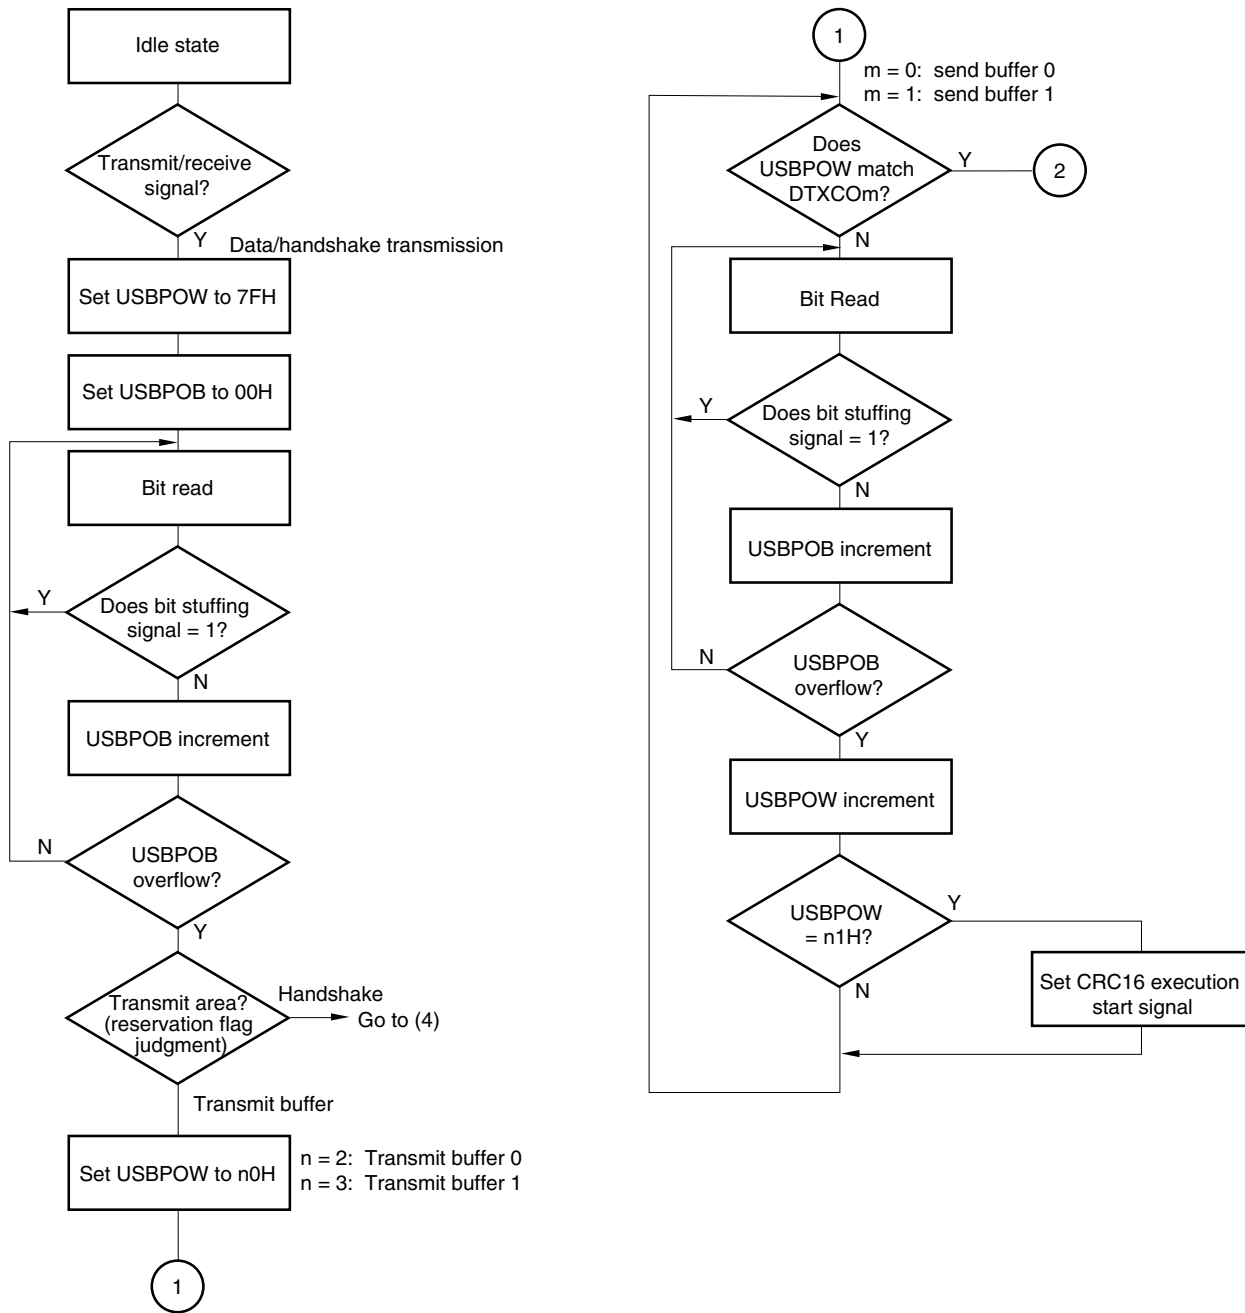 Idle state
Transmit/receive
signal?
Y
Data/handshake transmission
Set USBPOW to 7FH
Set USBPOB to 00H
Bit read
Y
Does bit stuffing
signal = 1?
N
USBPOB increment
N
USBPOB
overflow?
Y
Transmit area?
(reservation flag
judgment)
Handshake
Go to (4)
Transmit buffer
Set USBPOW to n0H
n = 2: Transmit buffer 0
n = 3: Transmit buffer 1
1
1
m = 0: send buffer 0
m = 1: send buffer 1
Does
USBPOW match
DTXCOm?
Y
2
N
Bit Read
Y
Does bit stuffing
signal = 1?
N
USBPOB increment
N
USBPOB
overflow?
Y
USBPOW increment
USBPOW
= n1H?
Y
N
Set CRC16 execution
start signal